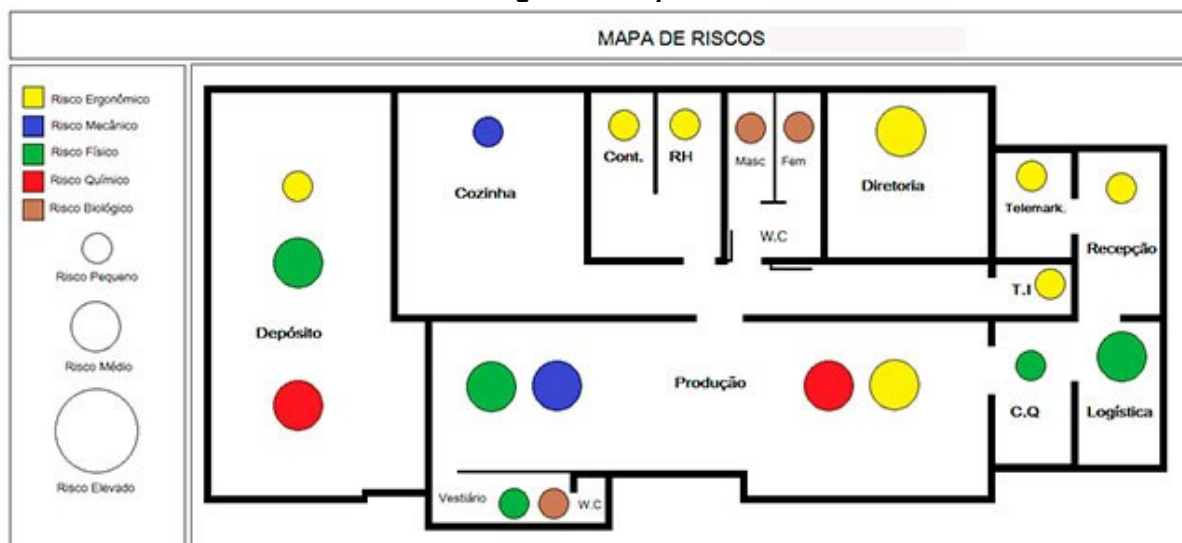 MAPA DE RISCOS
Risco Ergonômico
Risco Mecânico
Risco Físico
Risco Químico
Risco Biológico
Risco Pequeno
Risco Médio
Risco Elevado
Depósito
Cozinha
Cont.
RH
Masc
Fem
W.C
Diretoria
Telemark.
Recepção
T.I
Produção
C.Q
Logística
Vestiário
W.C